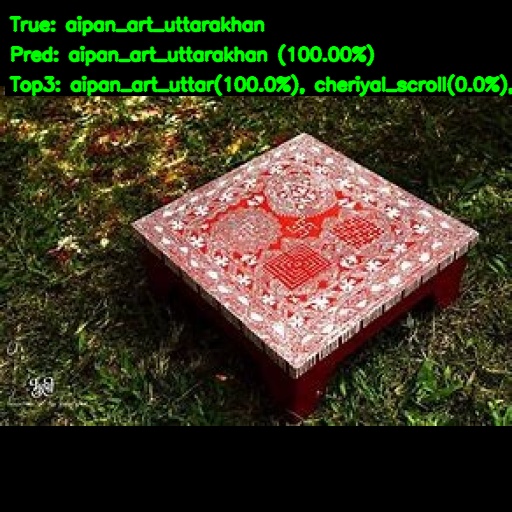 True: aipan_art_uttarakhan
Pred: aipan_art_uttarakhan (100.00%)
Top3: aipan_art_uttar(100.0%), cheriyal_scroll(0.0%),